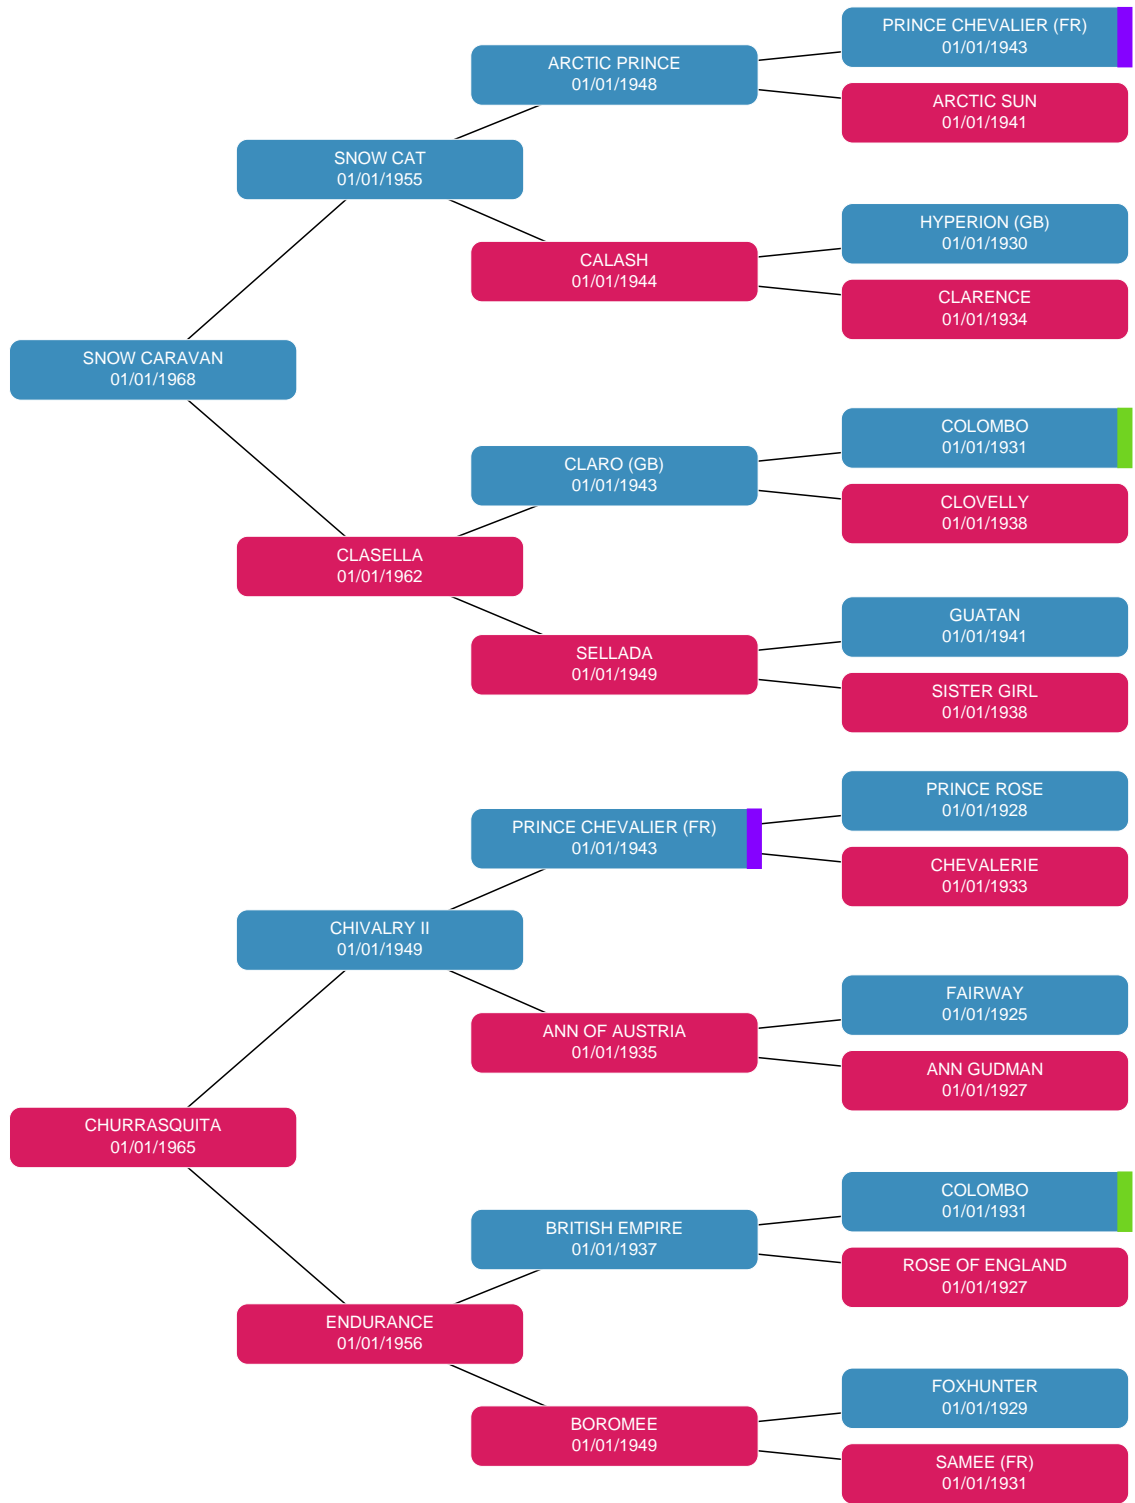 PRINCE CHEVALIER (FR)
01/01/1943
ARCTIC PRINCE
01/01/1948
ARCTIC SUN
01/01/1941
SNOW CAT
01/01/1955
HYPERION (GB)
01/01/1930
CALASH
01/01/1944
CLARENCE
01/01/1934
SNOW CARAVAN
01/01/1968
COLOMBO
01/01/1931
CLARO (GB)
01/01/1943
CLOVELLY
01/01/1938
CLASELLA
01/01/1962
GUATAN
01/01/1941
SELLADA
01/01/1949
SISTER GIRL
01/01/1938
PRINCE ROSE
01/01/1928
PRINCE CHEVALIER (FR)
01/01/1943
CHEVALERIE
01/01/1933
CHIVALRY II
01/01/1949
FAIRWAY
01/01/1925
ANN OF AUSTRIA
01/01/1935
ANN GUDMAN
01/01/1927
CHURRASQUITA
01/01/1965
COLOMBO
01/01/1931
BRITISH EMPIRE
01/01/1937
ROSE OF ENGLAND
01/01/1927
ENDURANCE
01/01/1956
FOXHUNTER
01/01/1929
BOROMEE
01/01/1949
SAMEE (FR)
01/01/1931